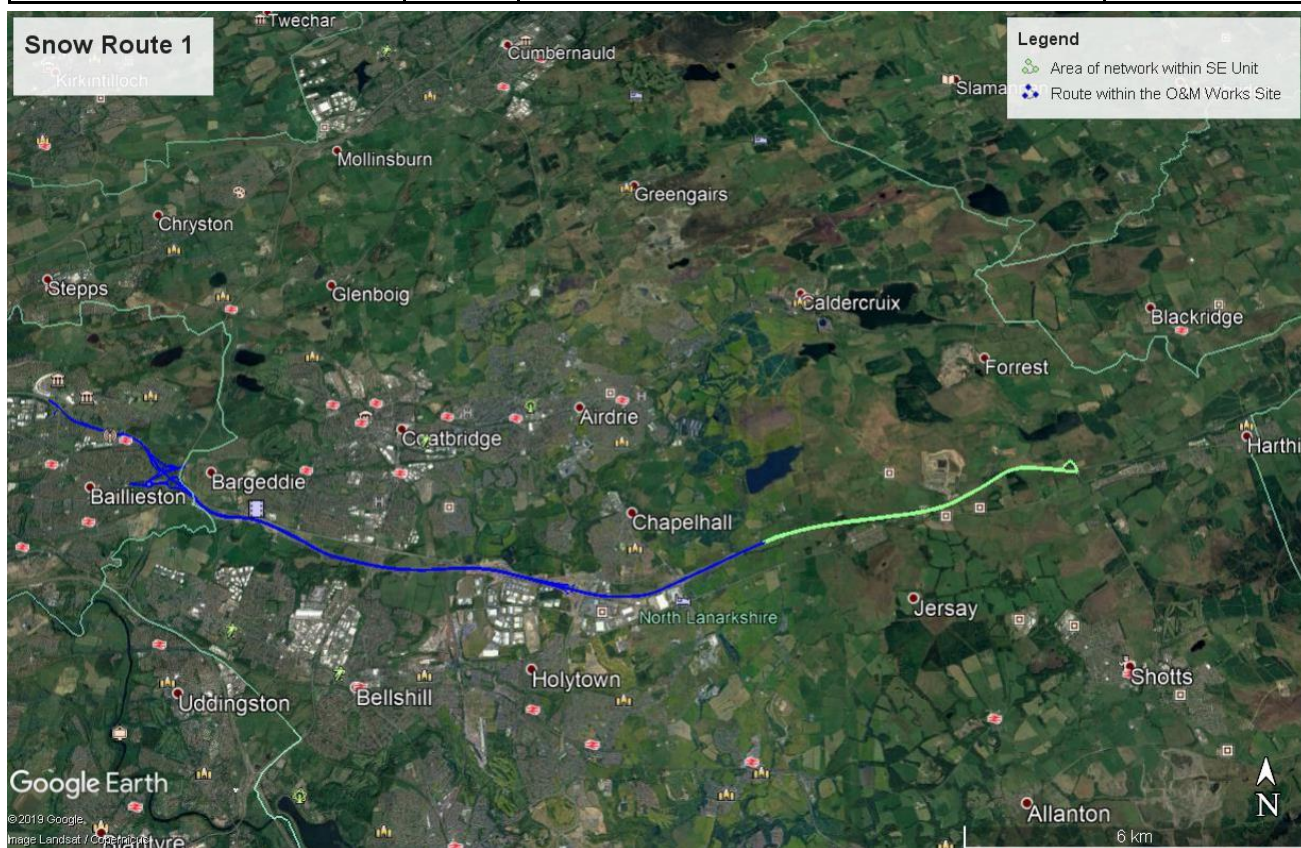 Snow Route 1
Legend
Area of network within SE Unit
Route within the O&M Works Site
Twechar
Cumbernauld
Kirkintilloch
Mollinsburn
Greengairs
Chryston
Stepps
Glenboig
Caldercruix
Blackridge
Forrest
Airdrie
Coatbridge
Bargeddie
Baillieston
Chapelhall
Jersay
North Lanarkshire
Holytown
Shotts
Uddingston
Bellshill
Allanton
Google Earth
© 2019 Google
N
6 km